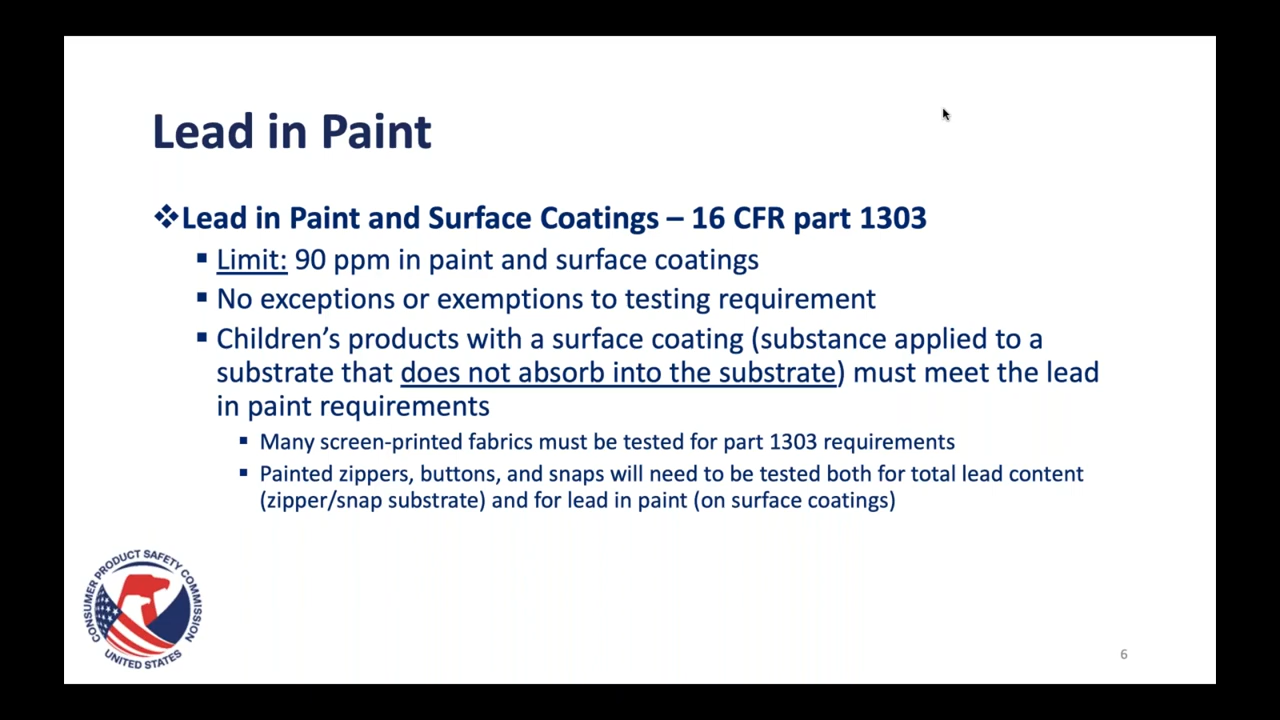 Lead in Paint
❖Lead in Paint and Surface Coatings – 16 CFR part 1303
▪ Limit: 90 ppm in paint and surface coatings
▪ No exceptions or exemptions to testing requirement
▪ Children's products with a surface coating (substance applied to a
substrate that does not absorb into the substrate) must meet the lead
in paint requirements
▪ Many screen-printed fabrics must be tested for part 1303 requirements
▪ Painted zippers, buttons, and snaps will need to be tested both for total lead content
(zipper/snap substrate) and for lead in paint (on surface coatings)
CONSUMER PRODUCT SAFETY COMMISSION
UNITED STATES
6